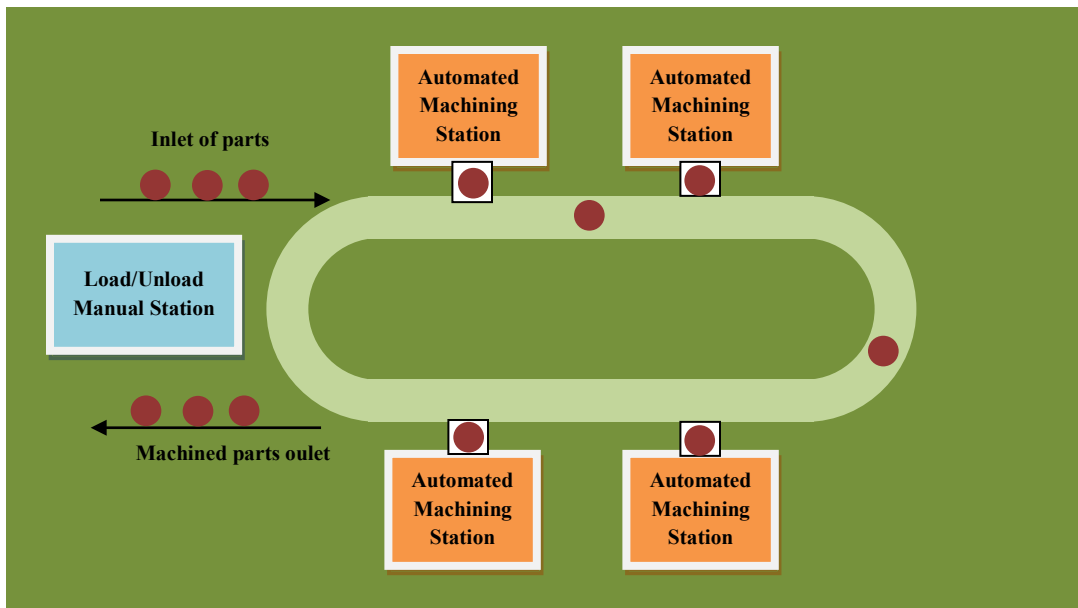 Automated
Machining
Station
Automated
Machining
Station
Inlet of parts
Load/Unload
Manual Station
Machined parts oulet
Automated
Machining
Station
Automated
Machining
Station